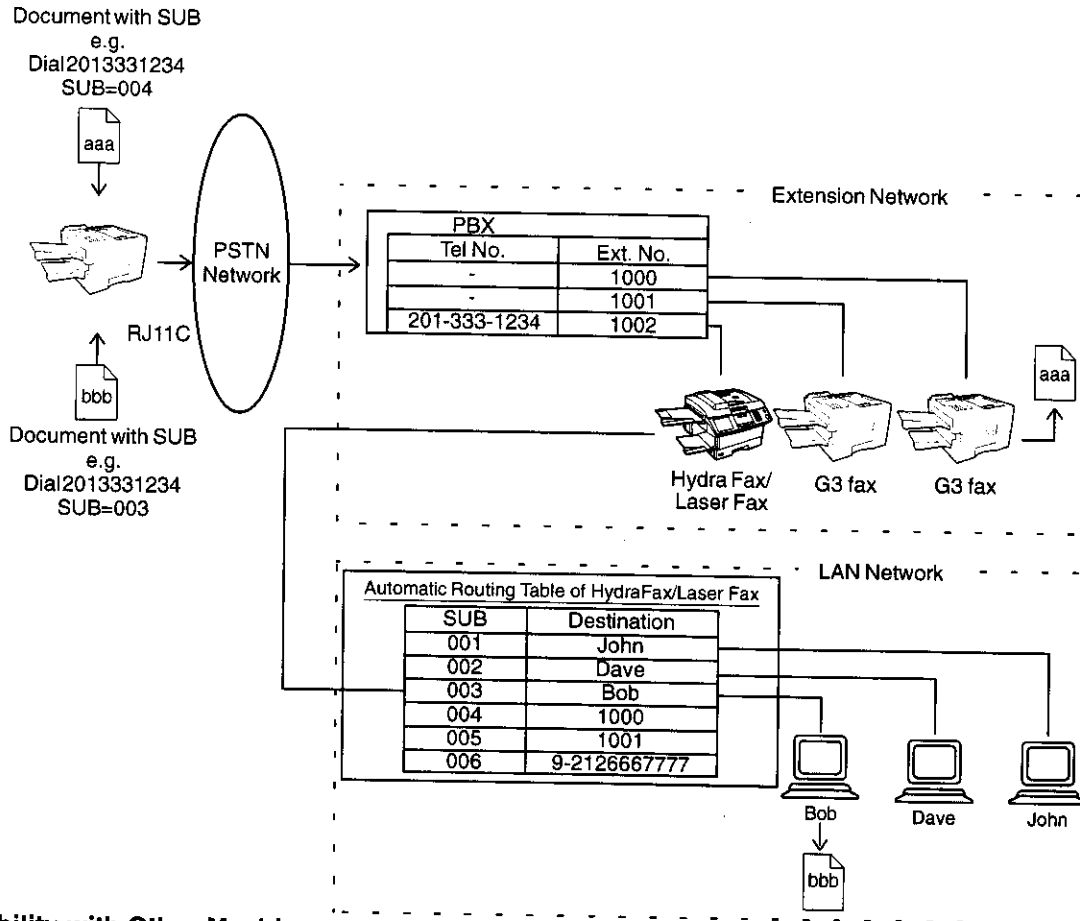 Document with SUB
e.g.
Dial2013331234
SUB=004
aaa
PSTN
Network
RJ11C
bbb
Document with SUB
e.g.
Dial2013331234
SUB=003
Extension Network
PBX
Tel No. Ext. No.
- 1000
- 1001
201-333-1234 1002
aaa
Hydra Fax/
Laser Fax
G3 fax
G3 fax
LAN Network
Automatic Routing Table of HydraFax/Laser Fax
SUB Destination
001 John
002 Dave
003 Bob
004 1000
005 1001
006 9-2126667777
Bob
Dave
John
bbb